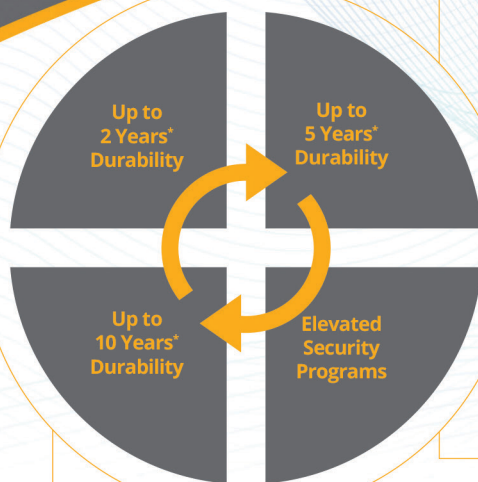 Up to
2 Years*
Durability
Up to
5 Years*
Durability
Up to
10 Years*
Durability
Elevated
Security
Programs